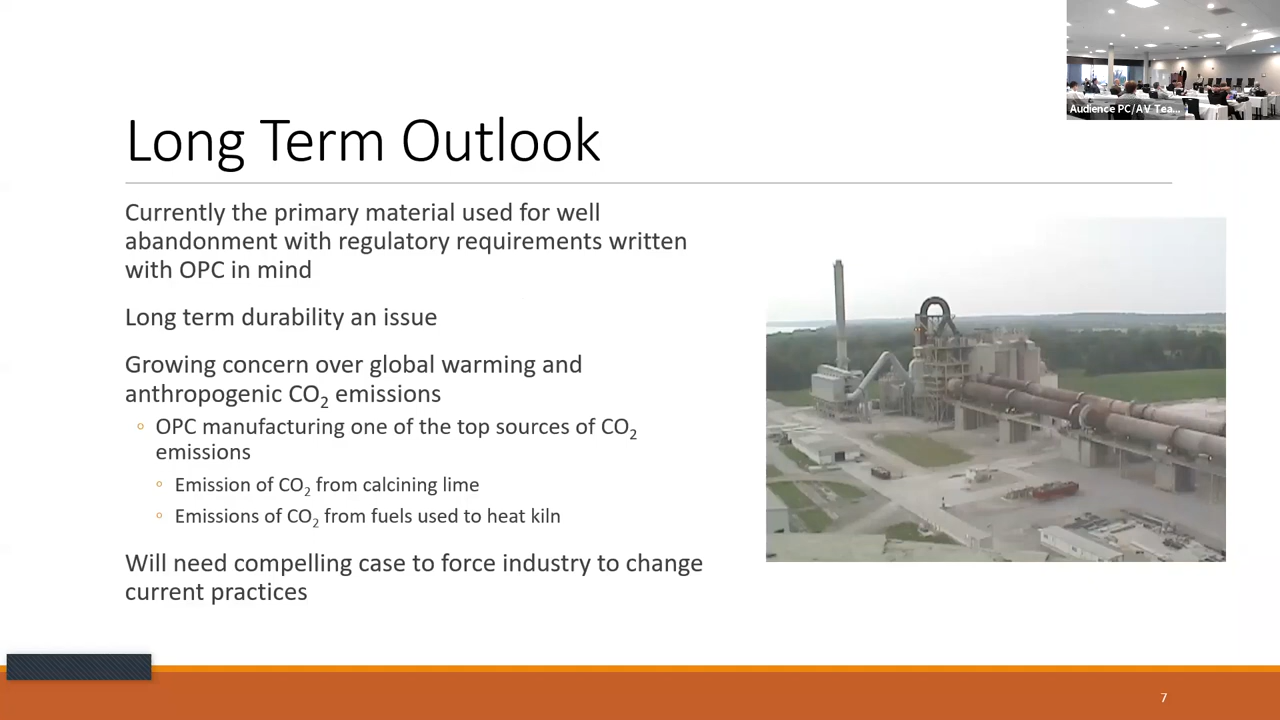 Audience PC/AV Tea...
Long Term Outlook
Currently the primary material used for well
abandonment with regulatory requirements written
with OPC in mind
Long term durability an issue
Growing concern over global warming and
anthropogenic CO₂ emissions
◦ OPC manufacturing one of the top sources of CO₂
emissions
◦ Emission of CO₂ from calcining lime
◦ Emissions of CO₂ from fuels used to heat kiln
Will need compelling case to force industry to change
current practices
7